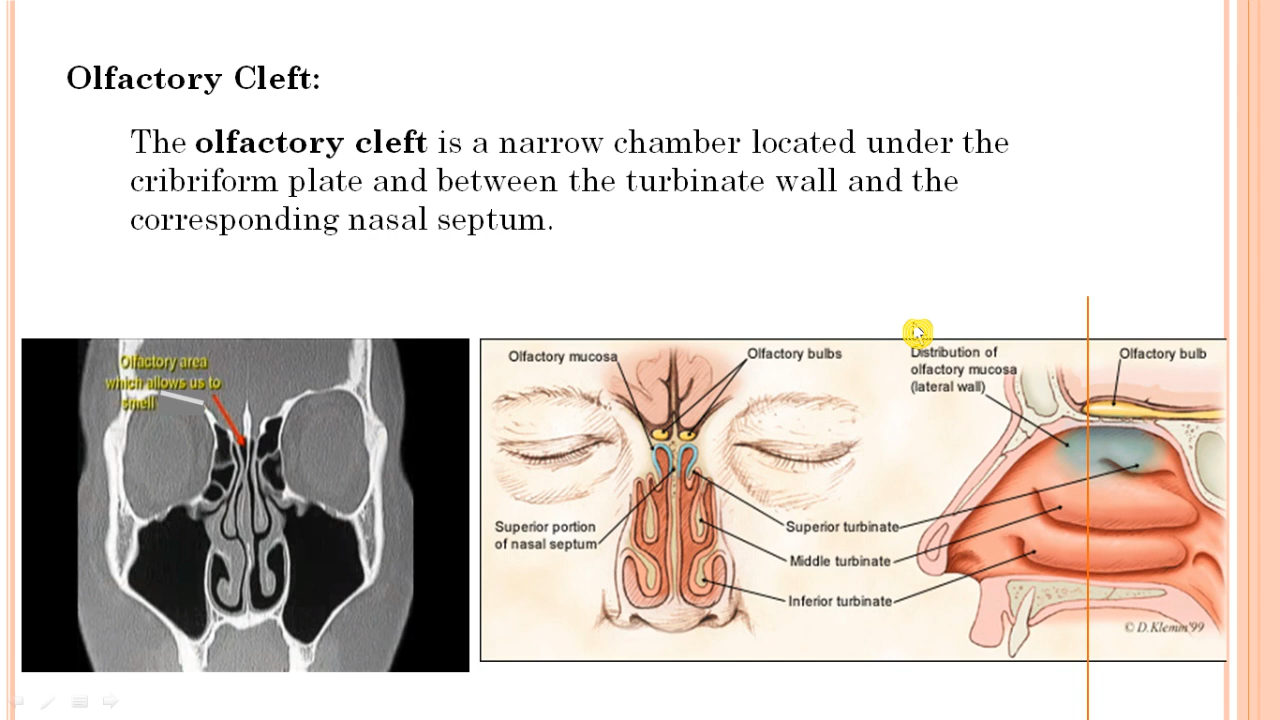 Olfactory Cleft:
The olfactory cleft is a narrow chamber located under the
cribriform plate and between the turbinate wall and the
corresponding nasal septum.
Olfactory area
which allows us to
smell
Olfactory mucosa
Olfactory bulbs
Superior portion
of nasal septum
Superior turbinate
Middle turbinate
Inferior turbinate
Distribution of
olfactory mucosa
(lateral wall)
Olfactory bulb
© D.Klemm'99